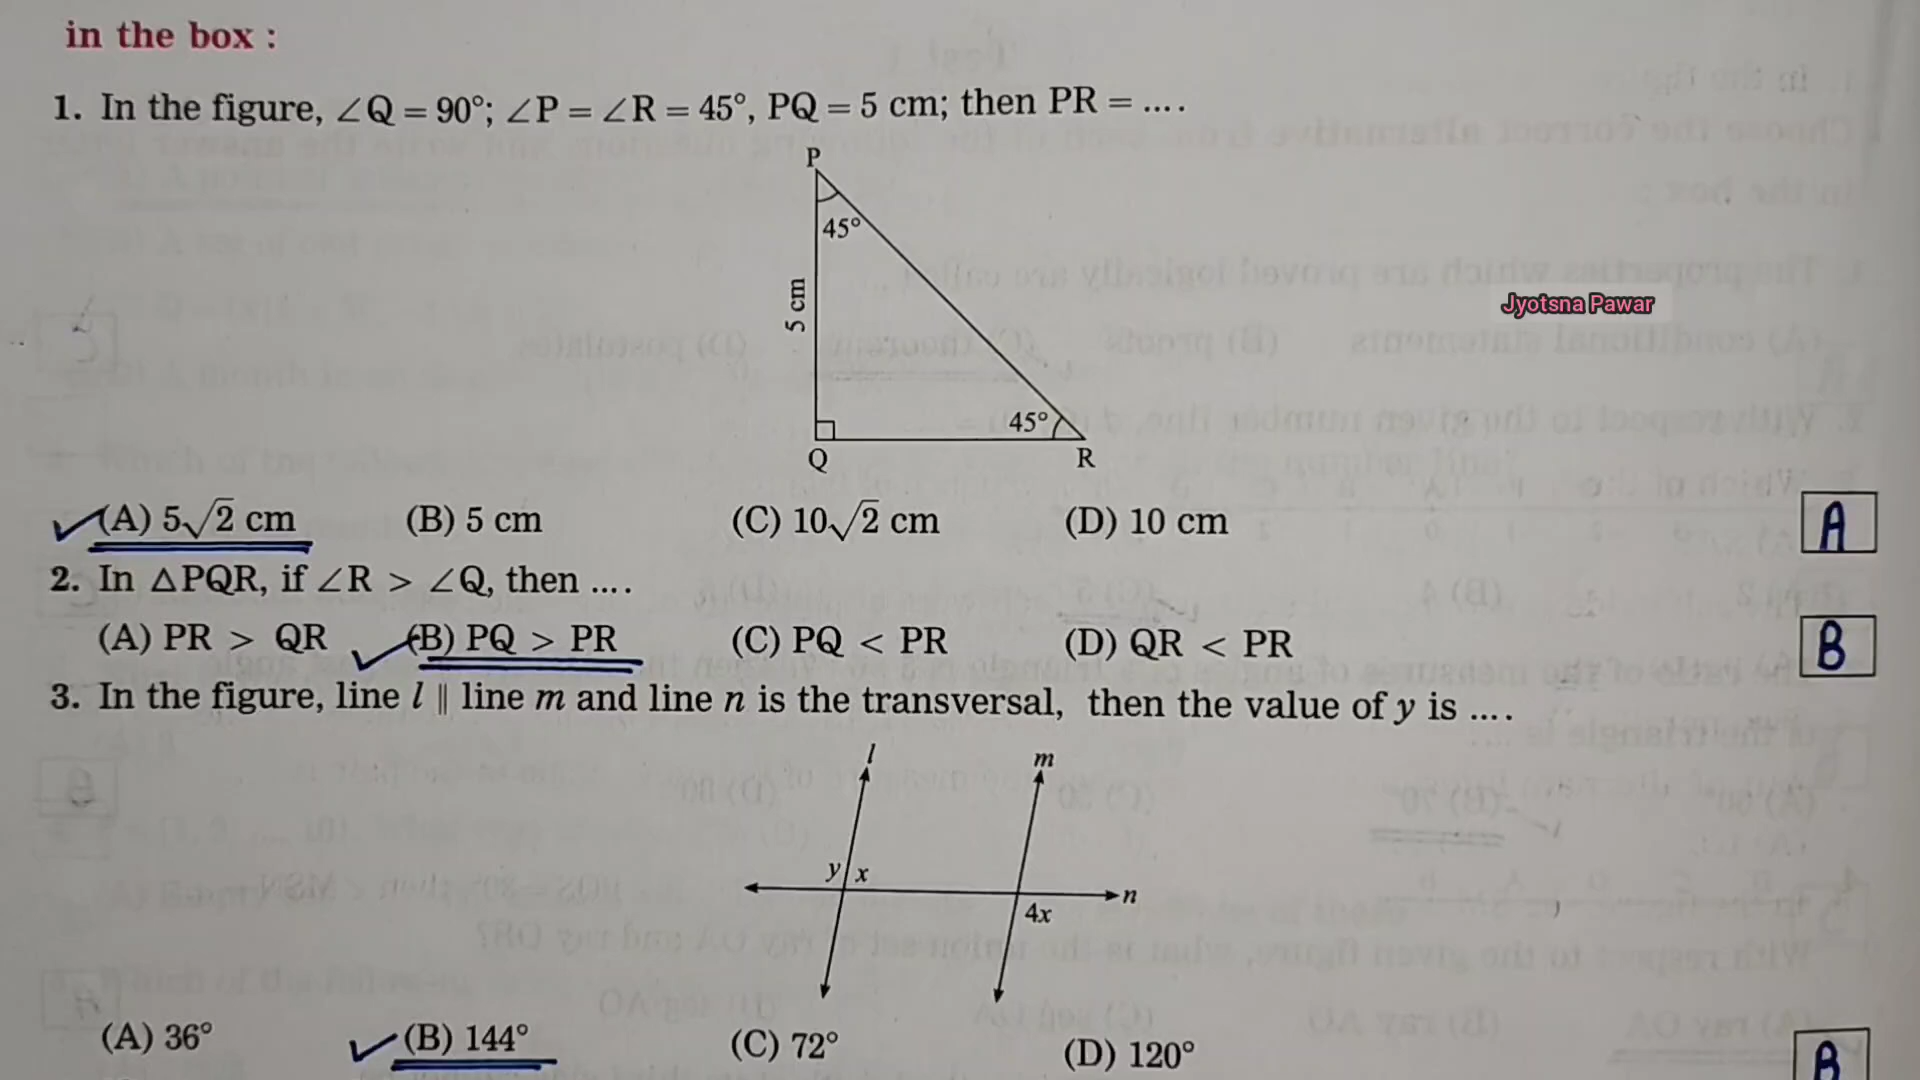 in the box :
1. In the figure, ∠Q = 90°; ∠P = ∠R = 45°, PQ = 5 cm; then PR = ....
P
45°
5 cm
Jyotsna Pawar
45°
Q R
(A) 5√2 cm (B) 5 cm (C) 10√2 cm (D) 10 cm A
2. In △PQR, if ∠R > ∠Q, then ....
(A) PR > QR (B) PQ > PR (C) PQ < PR (D) QR < PR B
3. In the figure, line l ∥ line m and line n is the transversal, then the value of y is ....
l m
y x
n
4x
(A) 36° (B) 144° (C) 72° (D) 120° B